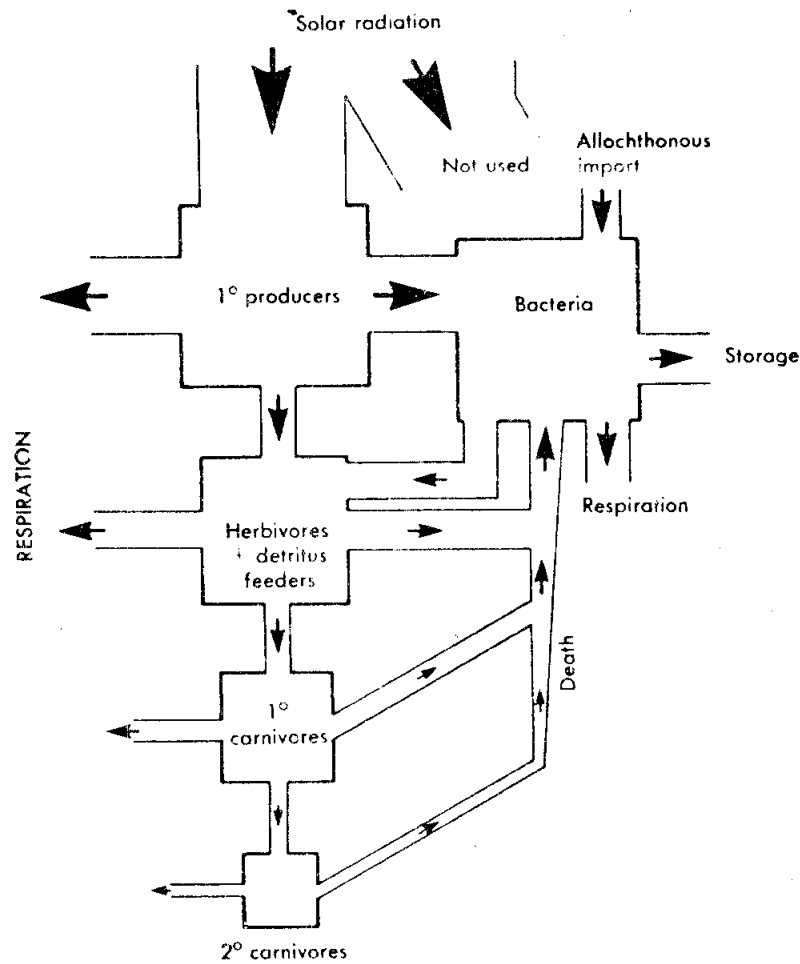 Solar radiation
Not used
Allochthonous
import
1° producers
Bacteria
Storage
RESPIRATION
Respiration
Herbivores
+ detritus
feeders
Death
1°
carnivores
2° carnivores